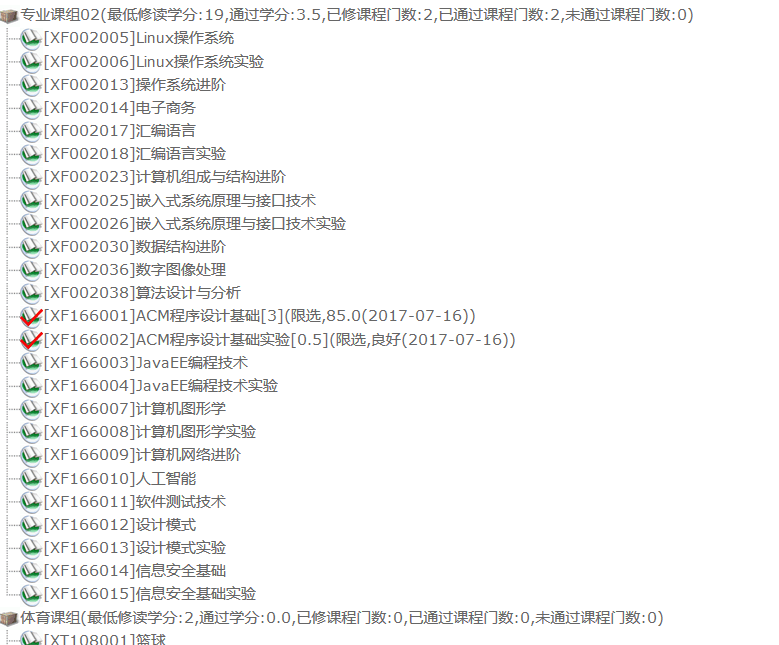 专业课组02(最低修读学分:19,通过学分:3.5,已修课程门数:2,已通过课程门数:2,未通过课程门数:0)
[XF002005]Linux操作系统
[XF002006]Linux操作系统实验
[XF002013]操作系统进阶
[XF002014]电子商务
[XF002017]汇编语言
[XF002018]汇编语言实验
[XF002023]计算机组成与结构进阶
[XF002025]嵌入式系统原理与接口技术
[XF002026]嵌入式系统原理与接口技术实验
[XF002030]数据结构进阶
[XF002036]数字图像处理
[XF002038]算法设计与分析
[XF166001]ACM程序设计基础[3](限选,85.0(2017-07-16))
[XF166002]ACM程序设计基础实验[0.5](限选,良好(2017-07-16))
[XF166003]JavaEE编程技术
[XF166004]JavaEE编程技术实验
[XF166007]计算机图形学
[XF166008]计算机图形学实验
[XF166009]计算机网络进阶
[XF166010]人工智能
[XF166011]软件测试技术
[XF166012]设计模式
[XF166013]设计模式实验
[XF166014]信息安全基础
[XF166015]信息安全基础实验
体育课组(最低修读学分:2,通过学分:0.0,已修课程门数:0,已通过课程门数:0,未通过课程门数:0)
[XT108001]篮球